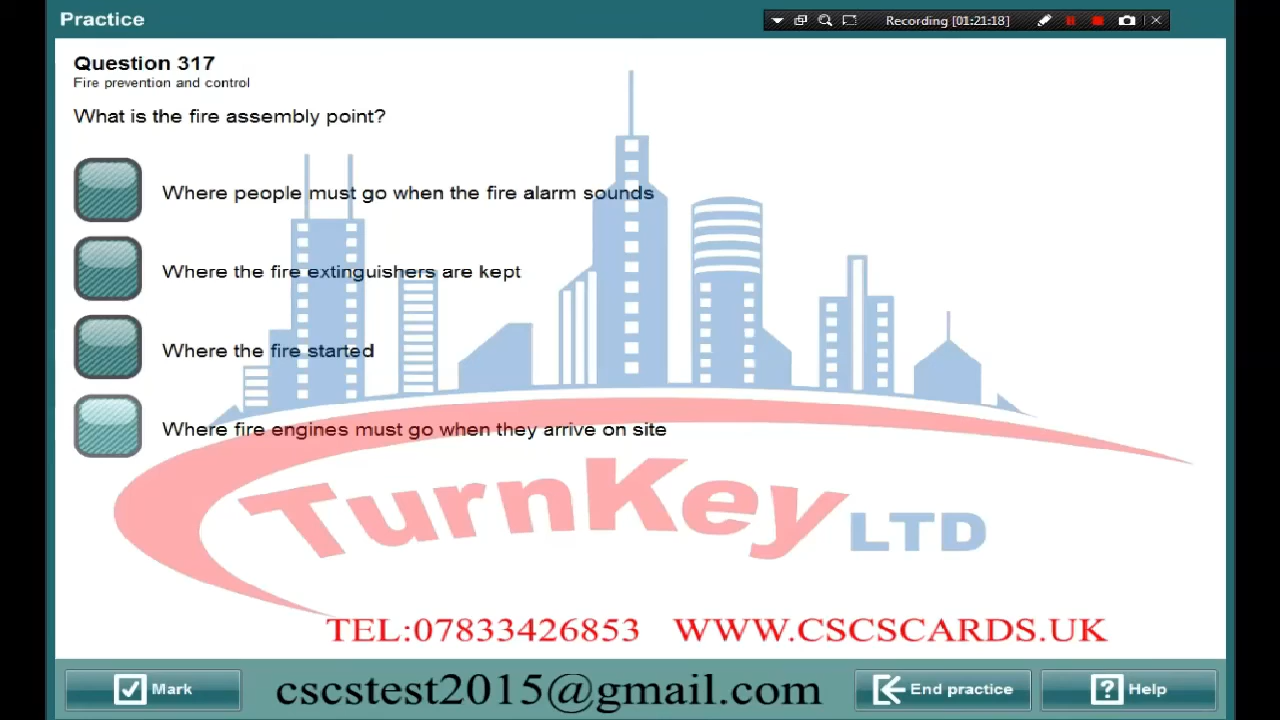 Practice
Recording [01:21:18]
Question 317
Fire prevention and control
What is the fire assembly point?
Where people must go when the fire alarm sounds
Where the fire extinguishers are kept
Where the fire started
Where fire engines must go when they arrive on site
TurnKey LTD
TEL:07833426853 WWW.CSCSCARDS.UK
Mark
cscstest2015@gmail.com
End practice
? Help